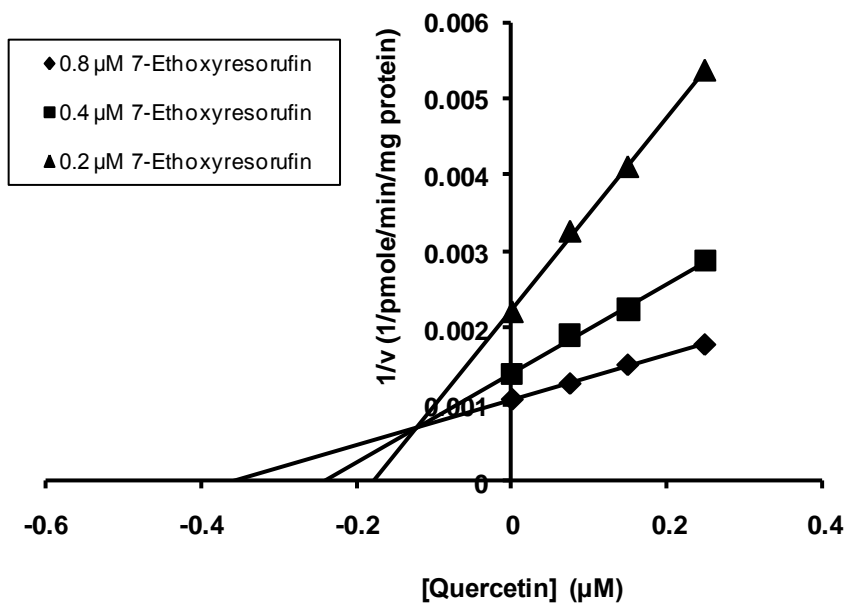 0.8 µM 7-Ethoxyresorufin
0.4 µM 7-Ethoxyresorufin
0.2 µM 7-Ethoxyresorufin
1/v (1/pmole/min/mg protein)
0.006
0.005
0.004
0.003
0.002
0.001
0
-0.6 -0.4 -0.2 0 0.2 0.4
[Quercetin] (µM)